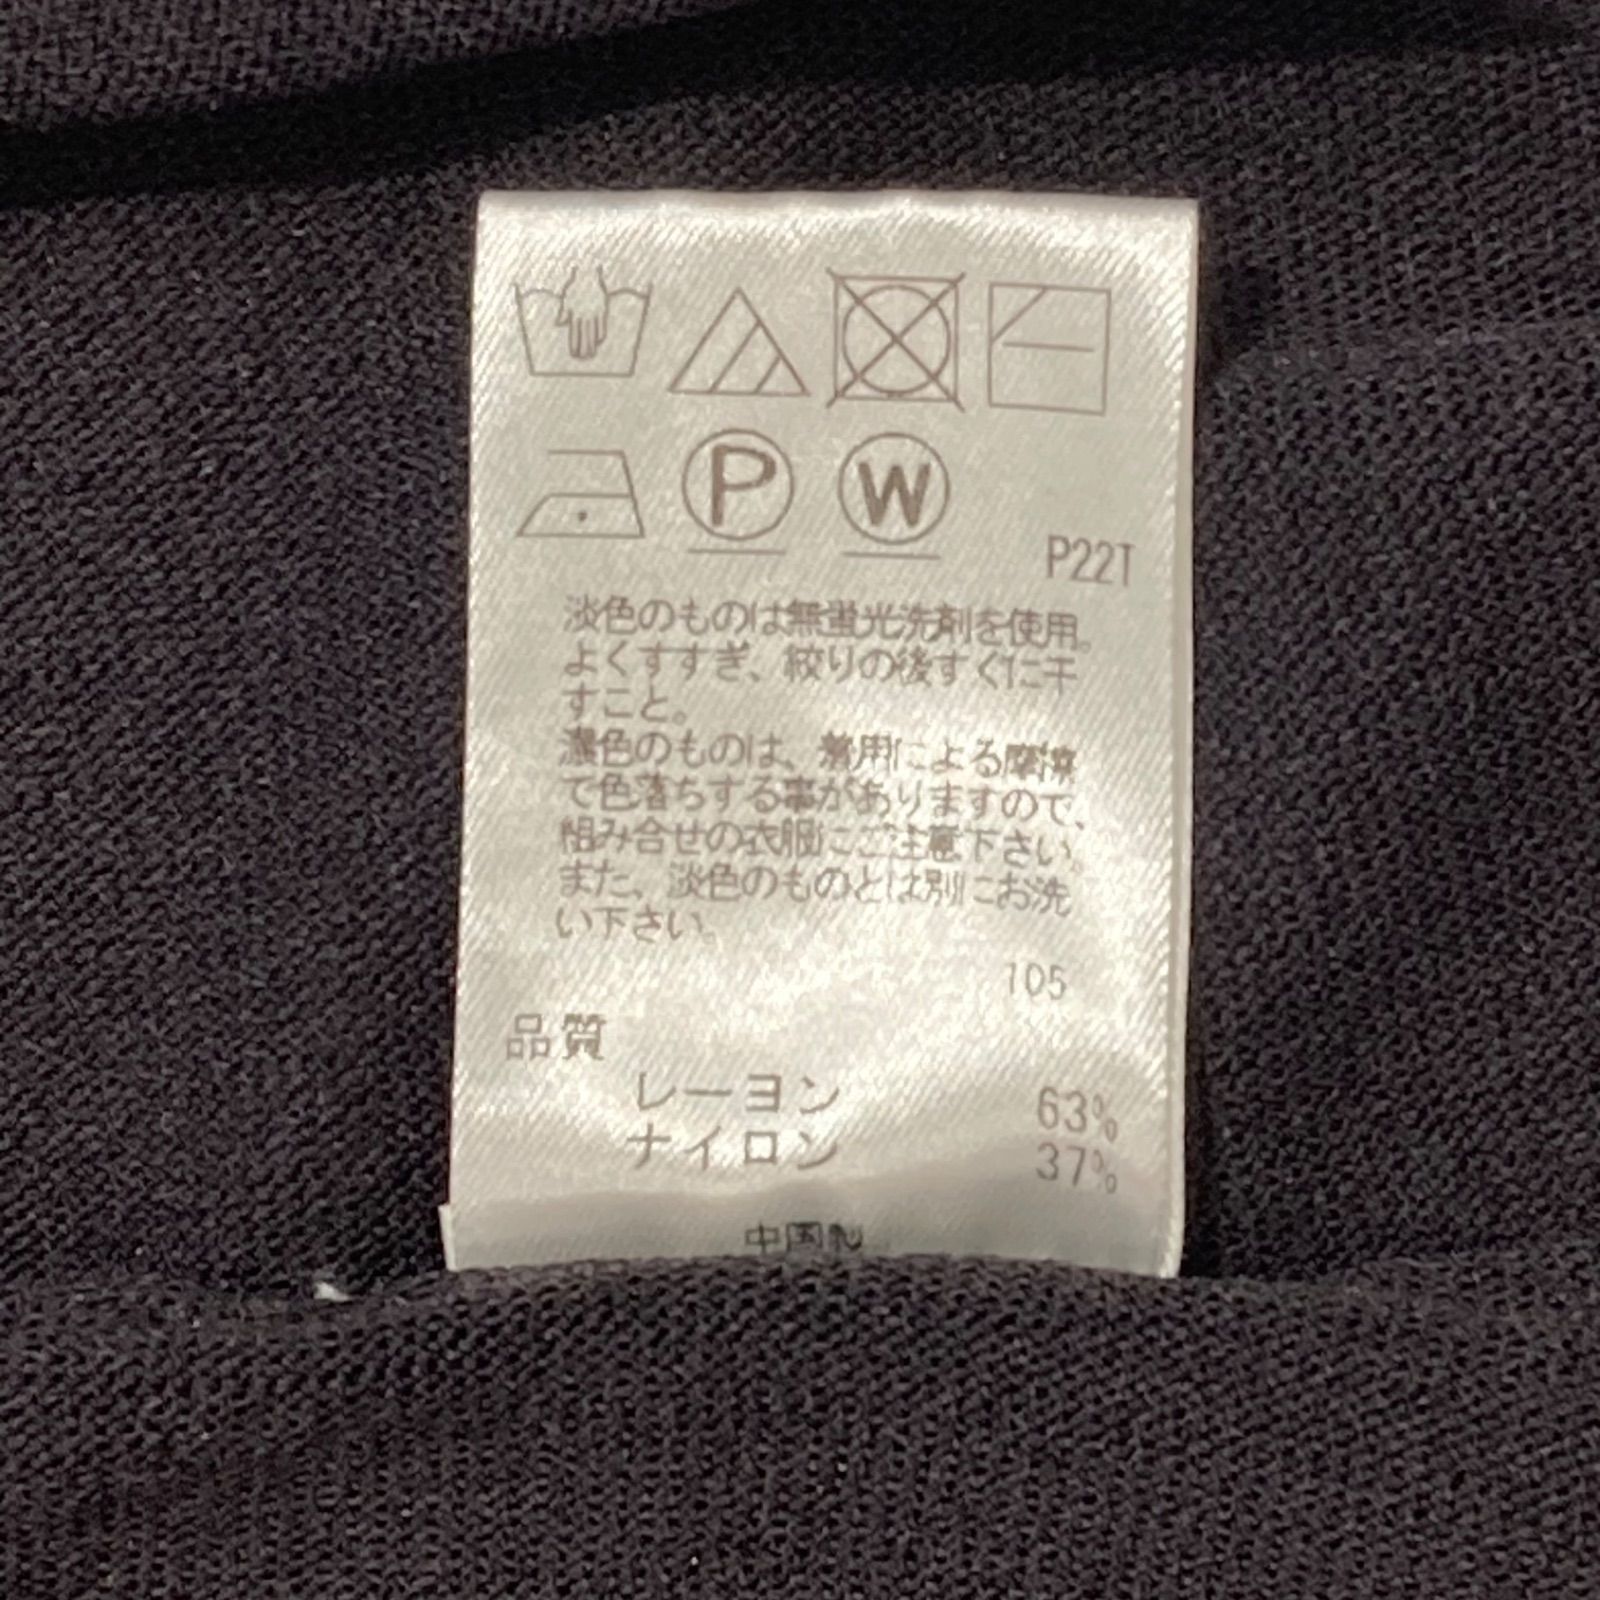 P
W
P22T
淡色のものは無蛍光洗剤を使用。
よくすすぎ、絞りの後すぐに干
すこと。
濃色のものは、着用による摩擦
で色落ちする事がありますので、
組み合せの衣服にご注意下さい。
また、淡色のものとは別にお洗
い下さい。
105
品質
レーヨン 63%
ナイロン 37%
中国製